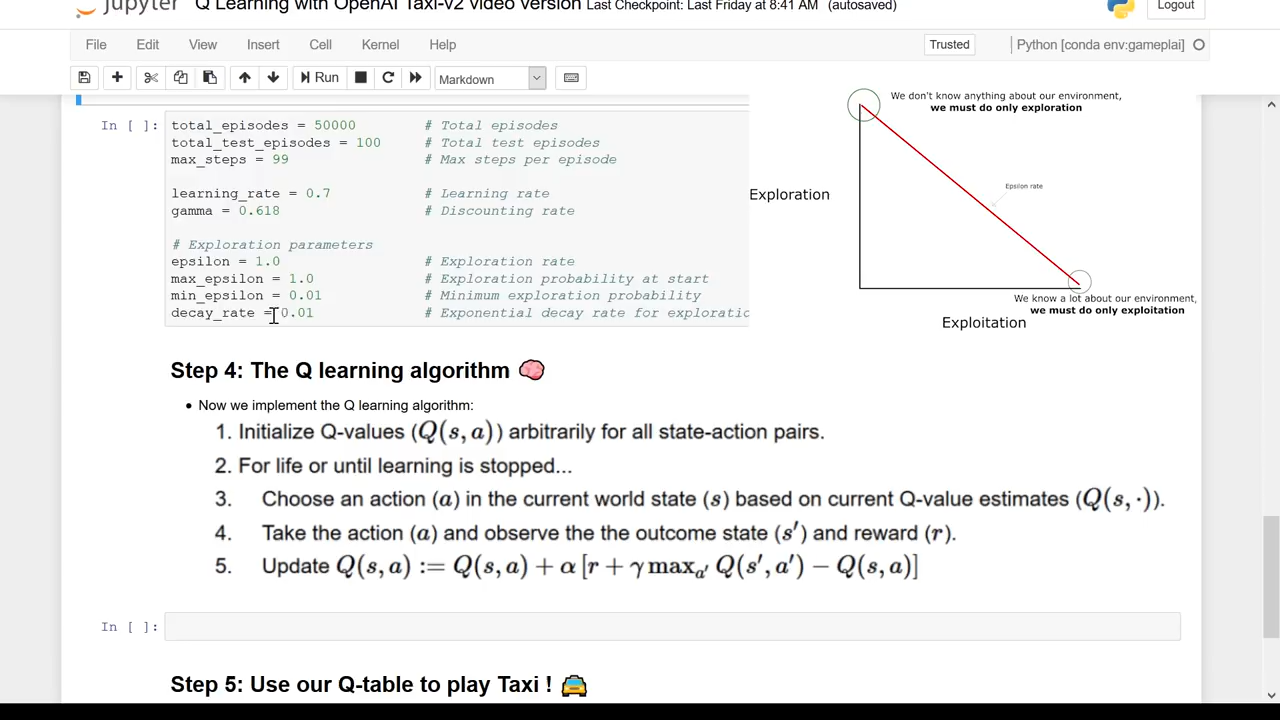 jupyter Q Learning with OpenAI Taxi-v2 video version Last Checkpoint: Last Friday at 8:41 AM (autosaved)
Logout
File Edit View Insert Cell Kernel Help
Trusted
Python [conda env:gameplai]
Run
Markdown
In [ ]:
total_episodes = 50000 # Total episodes
total_test_episodes = 100 # Total test episodes
max_steps = 99 # Max steps per episode
learning_rate = 0.7 # Learning rate
gamma = 0.618 # Discounting rate
# Exploration parameters
epsilon = 1.0 # Exploration rate
max_epsilon = 1.0 # Exploration probability at start
min_epsilon = 0.01 # Minimum exploration probability
decay_rate = 0.01 # Exponential decay rate for exploratio
We don't know anything about our environment,
we must do only exploration
Exploration
Epsilon rate
We know a lot about our environment,
we must do only exploitation
Exploitation
Step 4: The Q learning algorithm 🧠
• Now we implement the Q learning algorithm:
1. Initialize Q-values (Q(s, a)) arbitrarily for all state-action pairs.
2. For life or until learning is stopped...
3. Choose an action (a) in the current world state (s) based on current Q-value estimates (Q(s, ·)).
4. Take the action (a) and observe the the outcome state (s′) and reward (r).
5. Update Q(s, a) := Q(s, a) + α [r + γ maxₐ′ Q(s′, a′) − Q(s, a)]
In [ ]:
Step 5: Use our Q-table to play Taxi ! 🚖